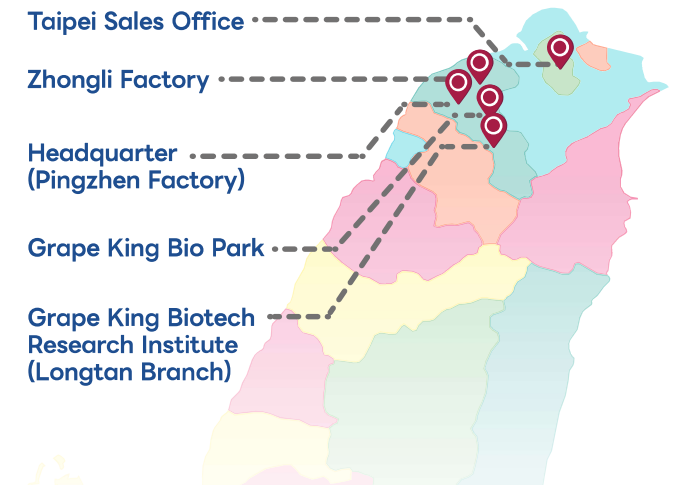 Taipei Sales Office
Zhongli Factory
Headquarter
(Pingzhen Factory)
Grape King Bio Park
Grape King Biotech
Research Institute
(Longtan Branch)